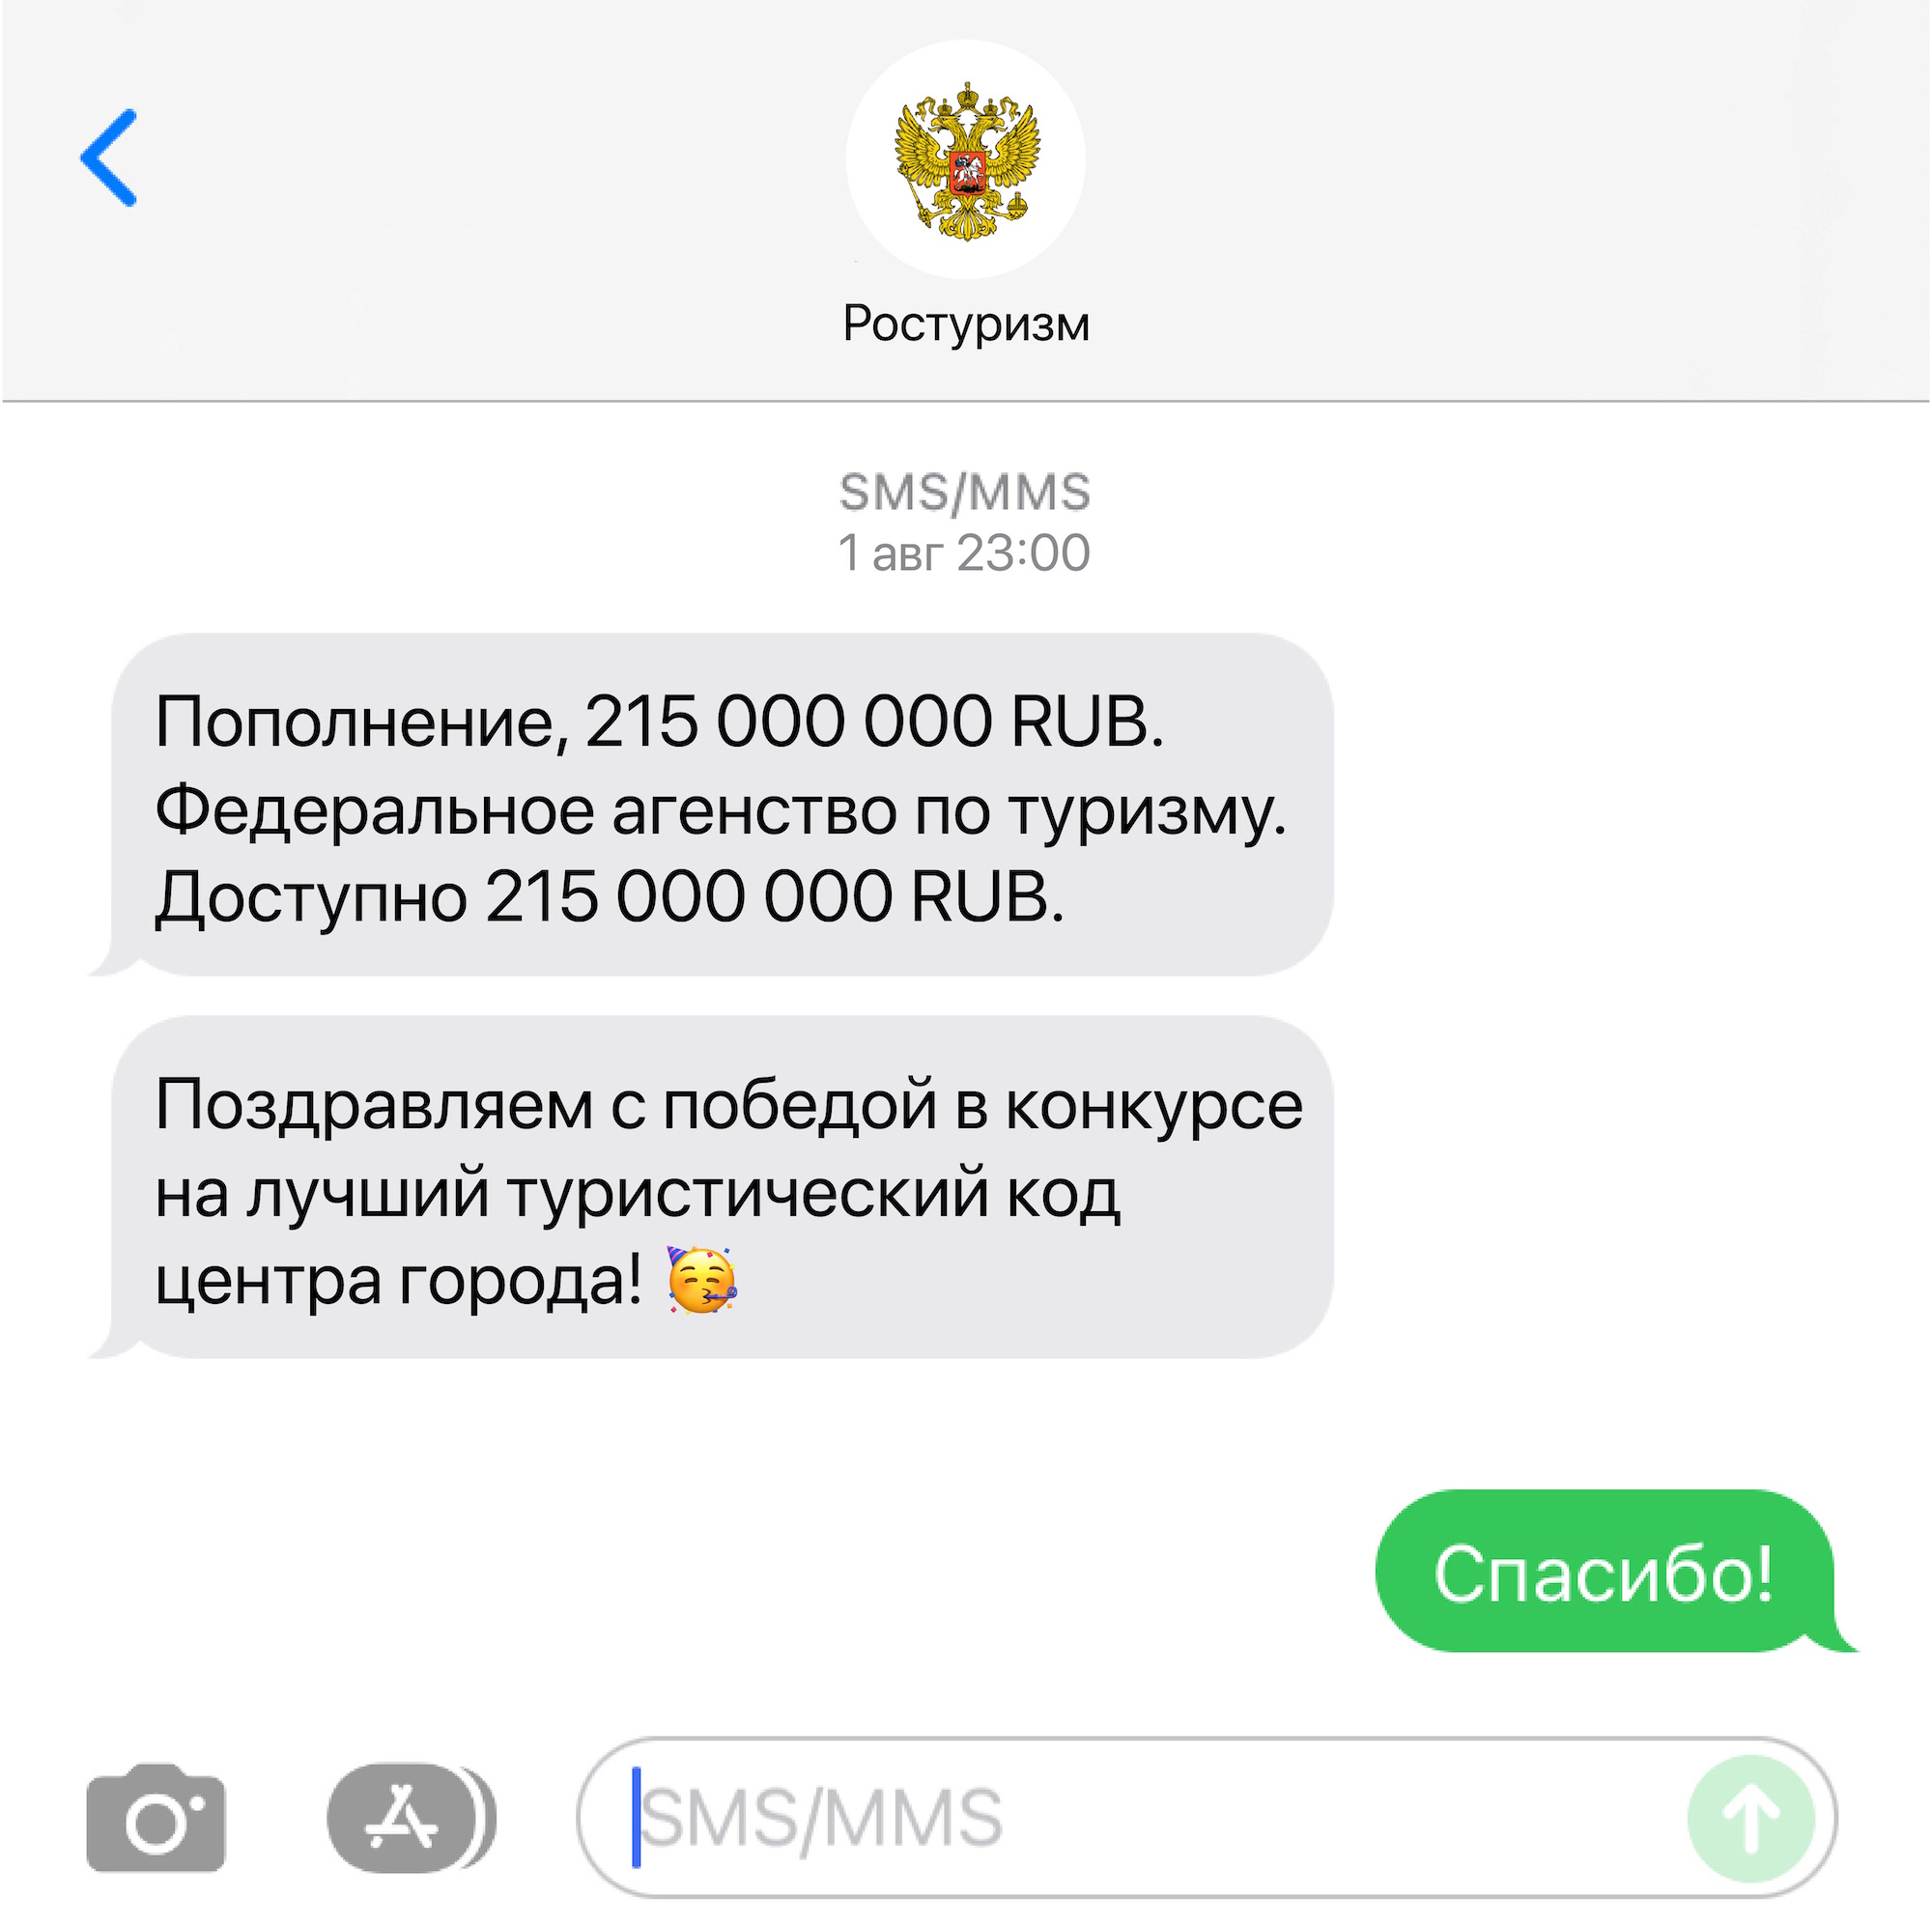 Ростуризм
SMS/MMS
1 авг 23:00
Пополнение, 215 000 000 RUB.
Федеральное агенство по туризму.
Доступно 215 000 000 RUB.
Поздравляем с победой в конкурсе
на лучший туристический код
центра города! 🥳
Спасибо!
SMS/MMS